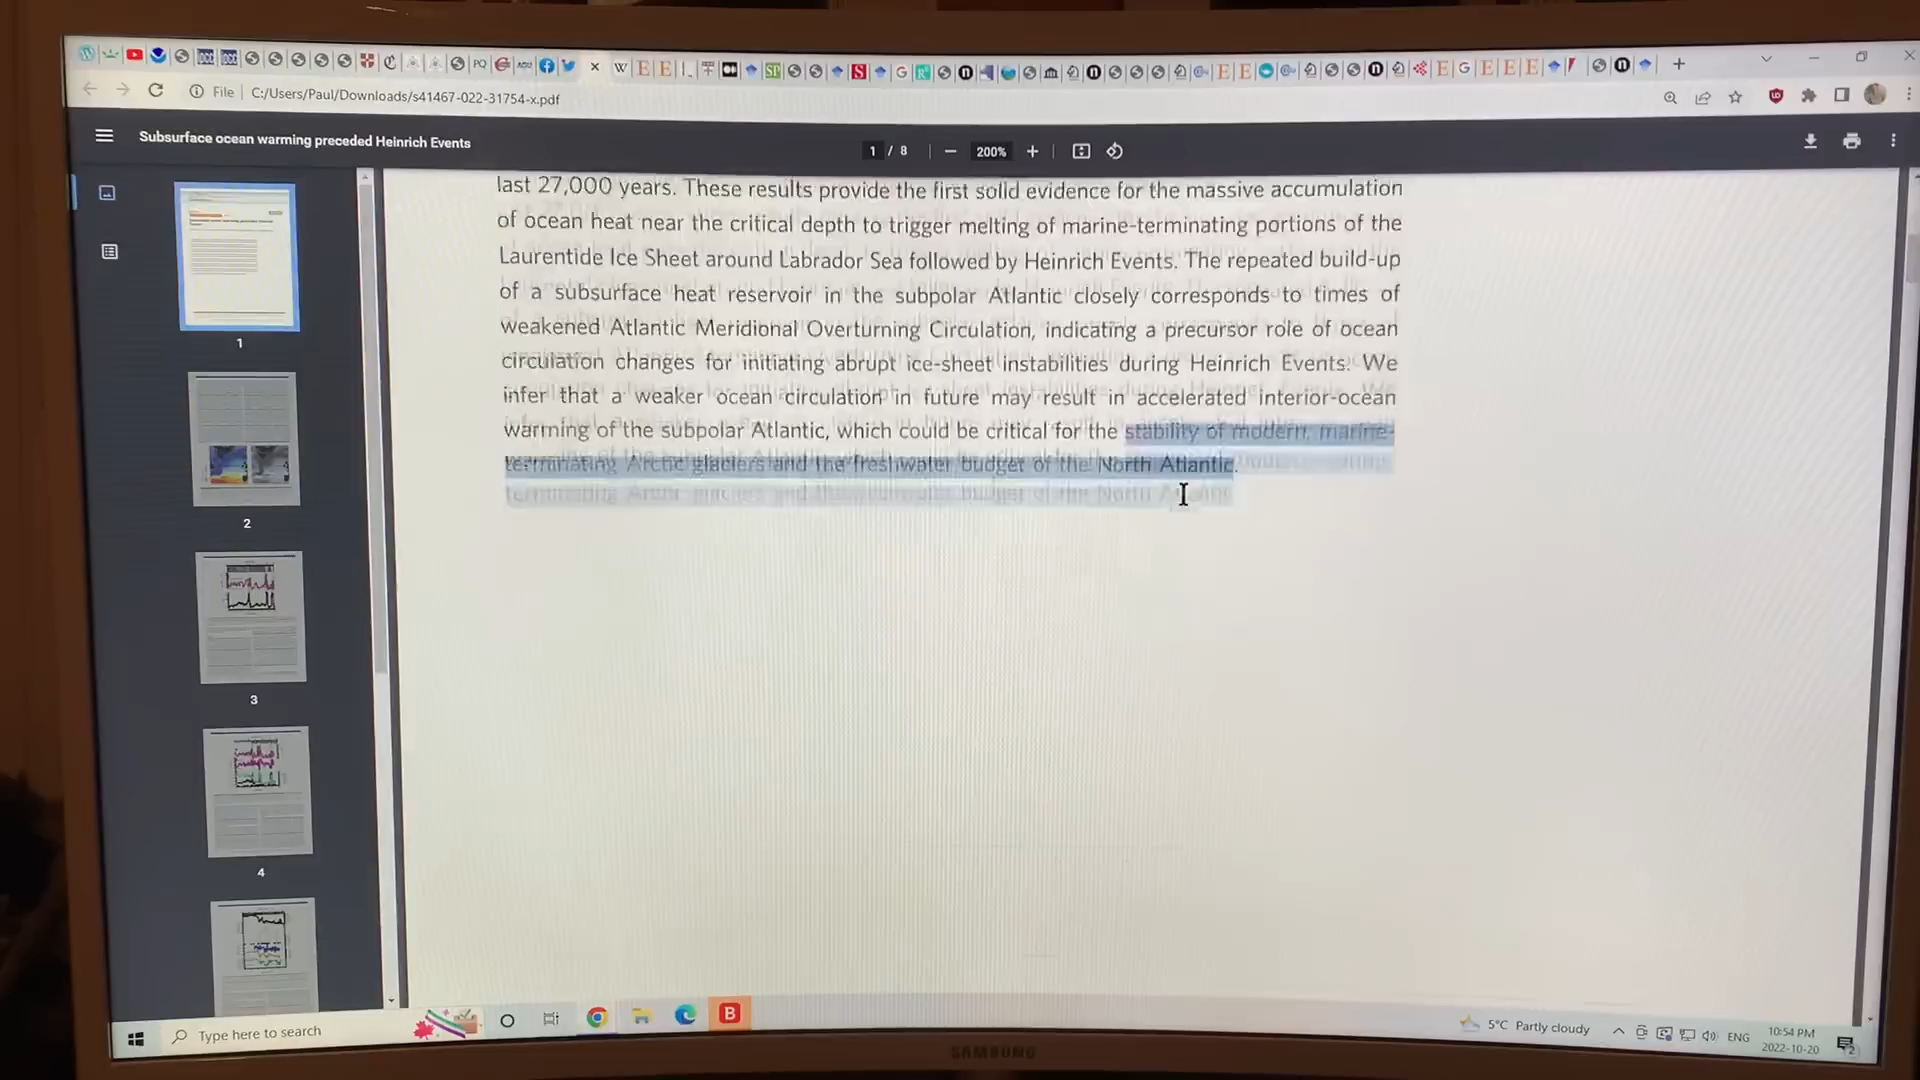 File C:/Users/Paul/Downloads/s41467-022-31754-x.pdf
Subsurface ocean warming preceded Heinrich Events
1 / 8 200%
last 27,000 years. These results provide the first solid evidence for the massive accumulation
of ocean heat near the critical depth to trigger melting of marine-terminating portions of the
Laurentide Ice Sheet around Labrador Sea followed by Heinrich Events. The repeated build-up
of a subsurface heat reservoir in the subpolar Atlantic closely corresponds to times of
weakened Atlantic Meridional Overturning Circulation, indicating a precursor role of ocean
circulation changes for initiating abrupt ice-sheet instabilities during Heinrich Events. We
infer that a weaker ocean circulation in future may result in accelerated interior-ocean
warming of the subpolar Atlantic, which could be critical for the stability of modern, marine-
terminating Arctic glaciers and the freshwater budget of the North Atlantic.
1
2
3
4
Type here to search
5°C Partly cloudy
ENG
10:54 PM
2022-10-20
SAMSUNG